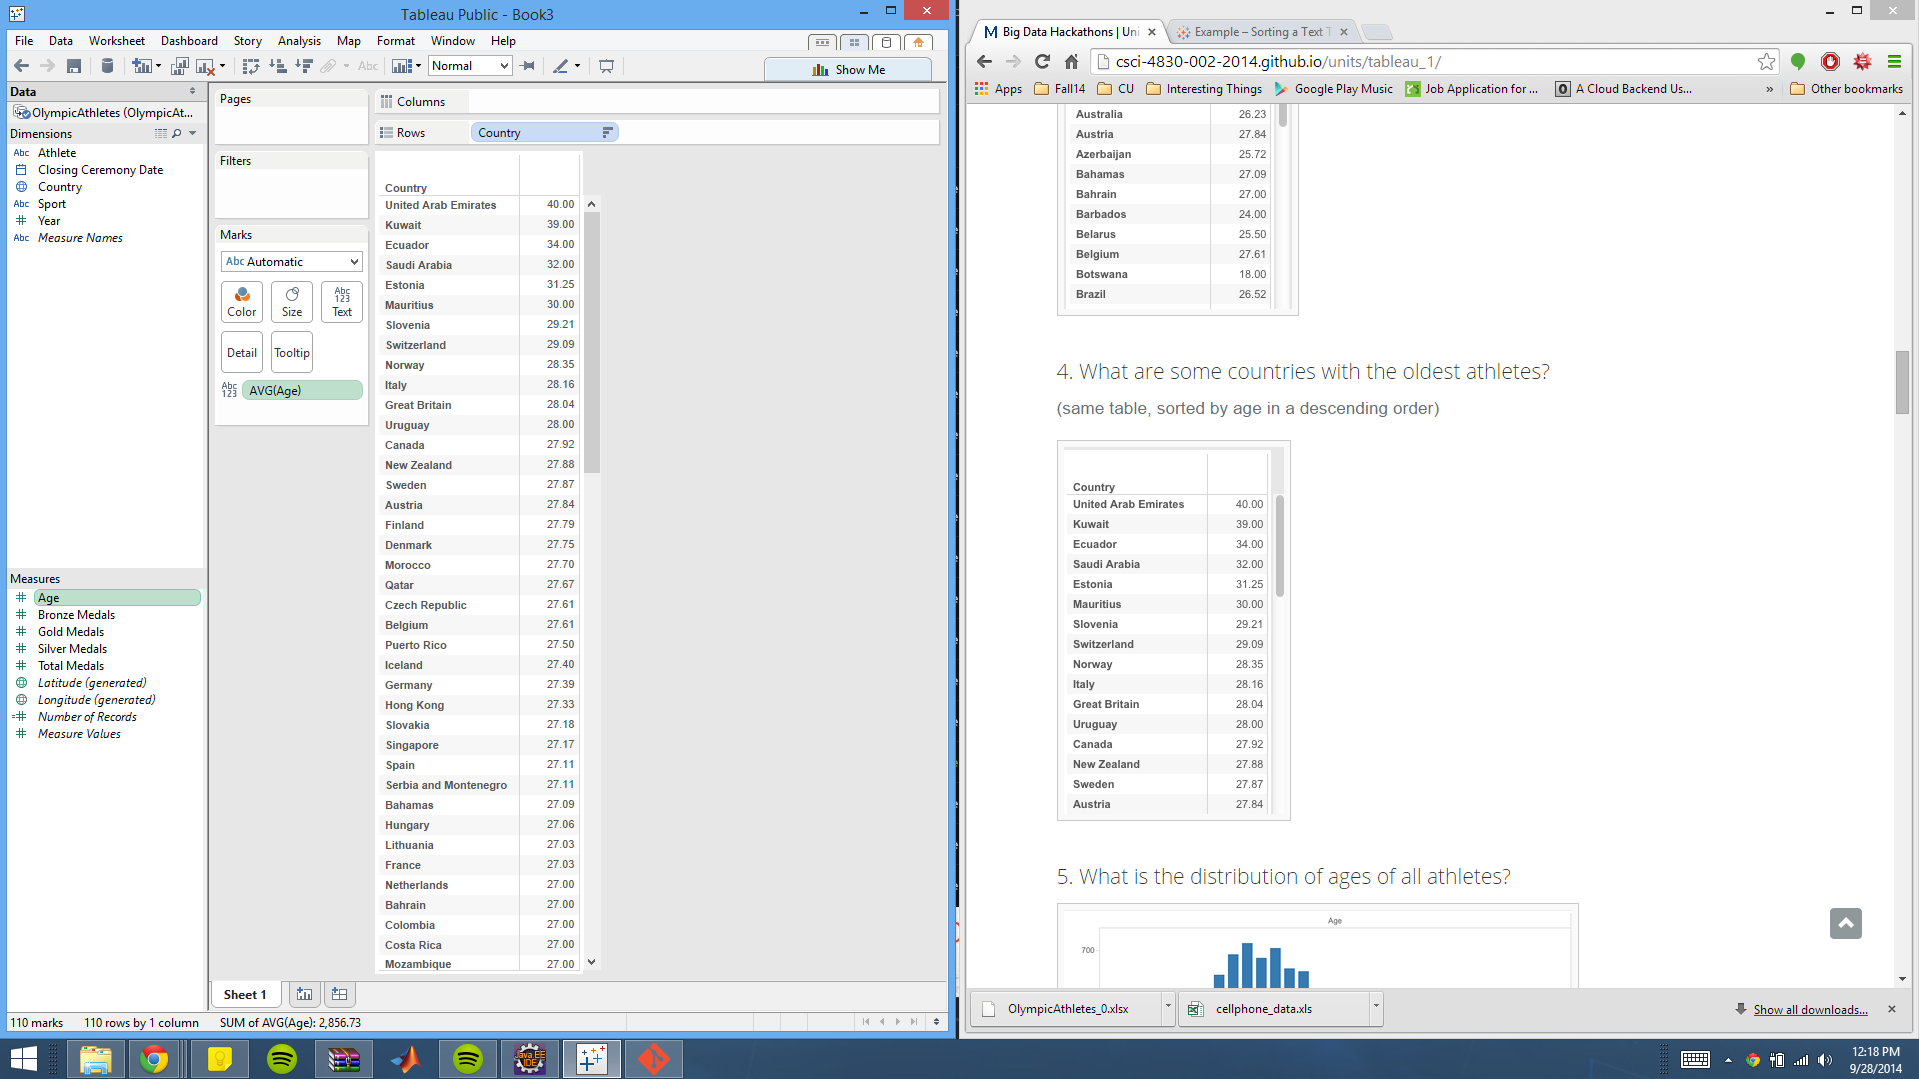 Tableau Public - Book3
File Data Worksheet Dashboard Story Analysis Map Format Window Help
Abc Normal Show Me
Data
OlympicAthletes (OlympicAt...
Dimensions
Abc Athlete
Closing Ceremony Date
Country
Abc Sport
Year
Abc Measure Names
Measures
Age
Bronze Medals
Gold Medals
Silver Medals
Total Medals
Latitude (generated)
Longitude (generated)
Number of Records
Measure Values
Pages
Filters
Marks
Abc Automatic
Color Size Abc 123 Text
Detail Tooltip
Abc 123 AVG(Age)
Columns
Rows Country
Country
United Arab Emirates 40.00
Kuwait 39.00
Ecuador 34.00
Saudi Arabia 32.00
Estonia 31.25
Mauritius 30.00
Slovenia 29.21
Switzerland 29.09
Norway 28.35
Italy 28.16
Great Britain 28.04
Uruguay 28.00
Canada 27.92
New Zealand 27.88
Sweden 27.87
Austria 27.84
Finland 27.79
Denmark 27.75
Morocco 27.70
Qatar 27.67
Czech Republic 27.61
Belgium 27.61
Puerto Rico 27.50
Iceland 27.40
Germany 27.39
Hong Kong 27.33
Slovakia 27.18
Singapore 27.17
Spain 27.11
Serbia and Montenegro 27.11
Bahamas 27.09
Hungary 27.06
Lithuania 27.03
France 27.03
Netherlands 27.00
Bahrain 27.00
Colombia 27.00
Costa Rica 27.00
Mozambique 27.00
Sheet 1
110 marks 110 rows by 1 column SUM of AVG(Age): 2,856.73
Big Data Hackathons | Uni Example – Sorting a Text T
csci-4830-002-2014.github.io/units/tableau_1/
Apps Fall14 CU Interesting Things Google Play Music Job Application for ... A Cloud Backend Us... » Other bookmarks
Australia 26.23
Austria 27.84
Azerbaijan 25.72
Bahamas 27.09
Bahrain 27.00
Barbados 24.00
Belarus 25.50
Belgium 27.61
Botswana 18.00
Brazil 26.52
4. What are some countries with the oldest athletes?
(same table, sorted by age in a descending order)
Country
United Arab Emirates 40.00
Kuwait 39.00
Ecuador 34.00
Saudi Arabia 32.00
Estonia 31.25
Mauritius 30.00
Slovenia 29.21
Switzerland 29.09
Norway 28.35
Italy 28.16
Great Britain 28.04
Uruguay 28.00
Canada 27.92
New Zealand 27.88
Sweden 27.87
Austria 27.84
5. What is the distribution of ages of all athletes?
Age
700
OlympicAthletes_0.xlsx cellphone_data.xls Show all downloads...
Java EE IDE
12:18 PM
9/28/2014